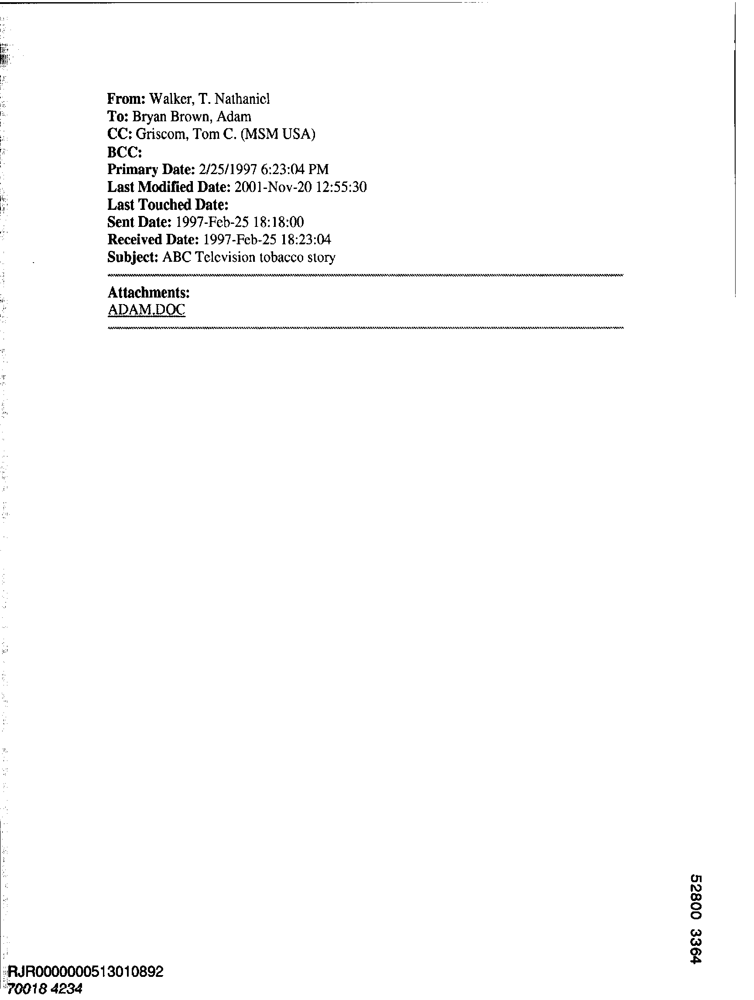 From: Walker, T. Nathaniel
To: Bryan Brown, Adam
CC: Griscom, Tom C. (MSM USA)
BCC:
Primary Date: 2/25/1997 6:23:04 PM
Last Modified Date: 2001-Nov-20 12:55:30
Last Touched Date:
Sent Date: 1997-Feb-25 18:18:00
Received Date: 1997-Feb-25 18:23:04
Subject: ABC Television tobacco story
Attachments:
ADAM.DOC
52800 3364
RJR0000000513010892
70018 4234